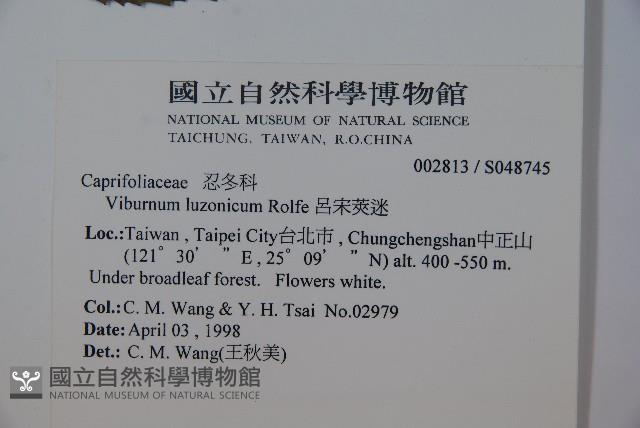 國立自然科學博物館
NATIONAL MUSEUM OF NATURAL SCIENCE
TAICHUNG, TAIWAN, R.O.CHINA
002813 / S048745
Caprifoliaceae 忍冬科
Viburnum luzonicum Rolfe 呂宋莢迷
Loc.:Taiwan , Taipei City台北市 , Chungchengshan中正山
(121° 30’ ” E , 25° 09’ ” N) alt. 400 -550 m.
Under broadleaf forest. Flowers white.
Col.: C. M. Wang & Y. H. Tsai No.02979
Date: April 03 , 1998
Det.: C. M. Wang(王秋美)
國立自然科學博物館
NATIONAL MUSEUM OF NATURAL SCIENCE